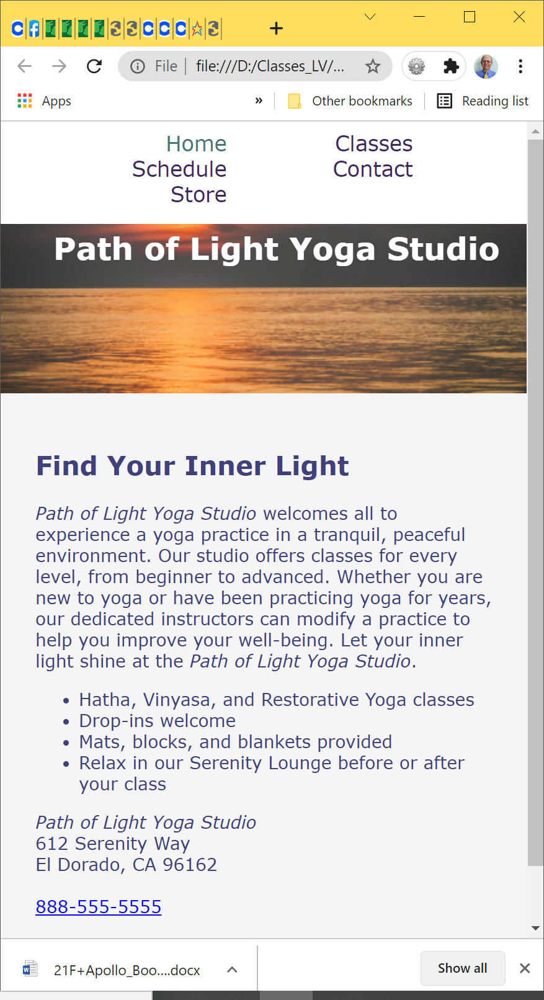 File | file:///D:/Classes_LV/...
Apps » Other bookmarks Reading list
Home Classes
Schedule Contact
Store
Path of Light Yoga Studio
Find Your Inner Light
Path of Light Yoga Studio welcomes all to
experience a yoga practice in a tranquil, peaceful
environment. Our studio offers classes for every
level, from beginner to advanced. Whether you are
new to yoga or have been practicing yoga for years,
our dedicated instructors can modify a practice to
help you improve your well-being. Let your inner
light shine at the Path of Light Yoga Studio.
• Hatha, Vinyasa, and Restorative Yoga classes
• Drop-ins welcome
• Mats, blocks, and blankets provided
• Relax in our Serenity Lounge before or after
your class
Path of Light Yoga Studio
612 Serenity Way
El Dorado, CA 96162
888-555-5555
21F+Apollo_Boo....docx Show all